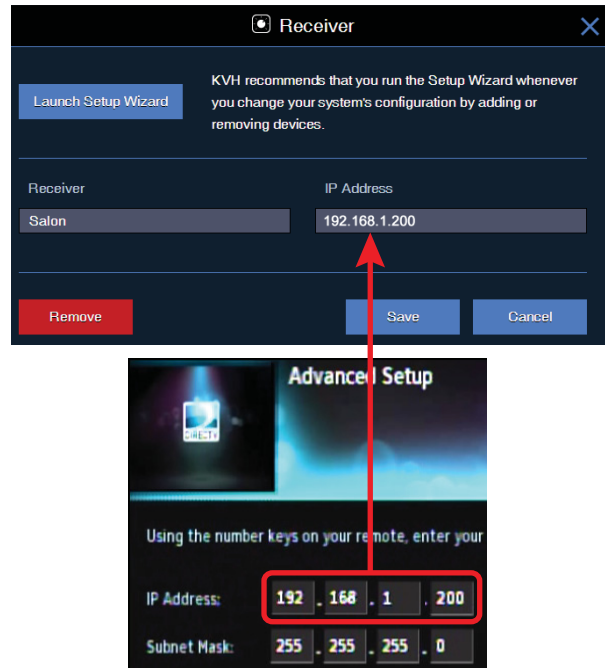 Receiver
Launch Setup Wizard
KVH recommends that you run the Setup Wizard whenever
you change your system's configuration by adding or
removing devices.
Receiver
IP Address
Salon
192.168.1.200
Remove
Save
Cancel
Advanced Setup
DIRECTV
Using the number keys on your remote, enter your
IP Address: 192 . 168 . 1 . 200
Subnet Mask: 255 . 255 . 255 . 0